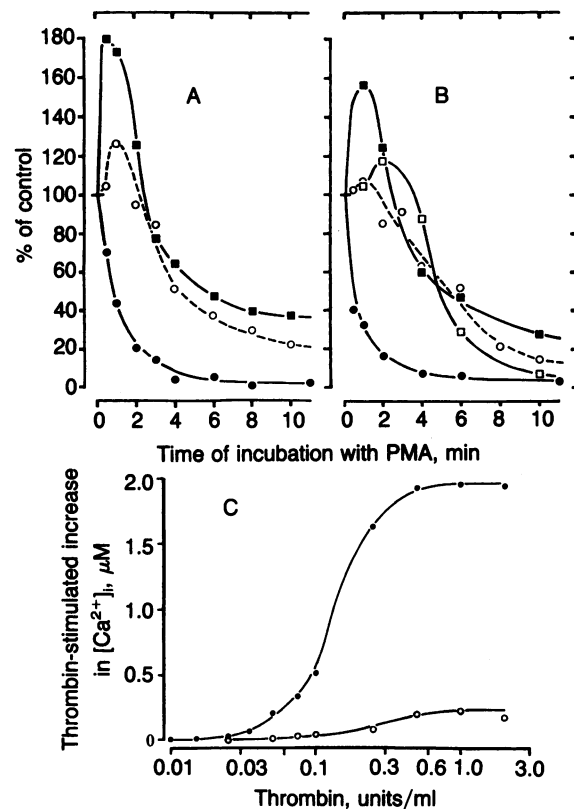 180
160
140
120
100
80
60
40
20
0
% of control
A
B
0 2 4 6 8 10 0 2 4 6 8 10
Time of incubation with PMA, min
Thrombin-stimulated increase
in [Ca²⁺]ᵢ, μM
2.0
1.0
0.5
0
C
0.01 0.03 0.1 0.3 0.6 1.0 3.0
Thrombin, units/ml